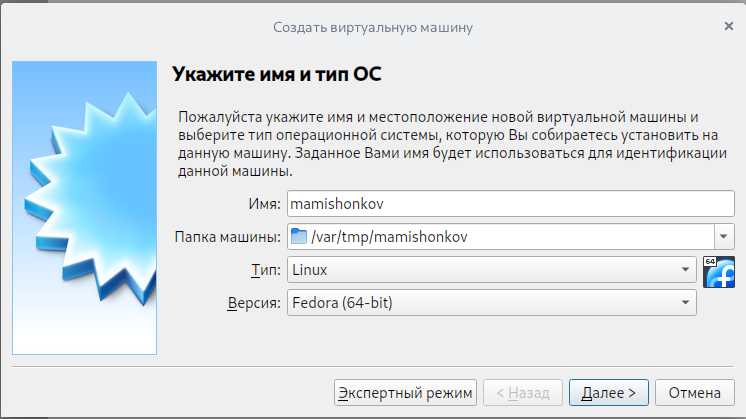 Создать виртуальную машину
Укажите имя и тип ОС
Пожалуйста укажите имя и местоположение новой виртуальной машины и
выберите тип операционной системы, которую Вы собираетесь установить на
данную машину. Заданное Вами имя будет использоваться для идентификации
данной машины.
Имя: mamishonkov
Папка машины: /var/tmp/mamishonkov
Тип: Linux
64
Версия: Fedora (64-bit)
Экспертный режим < Назад Далее > Отмена